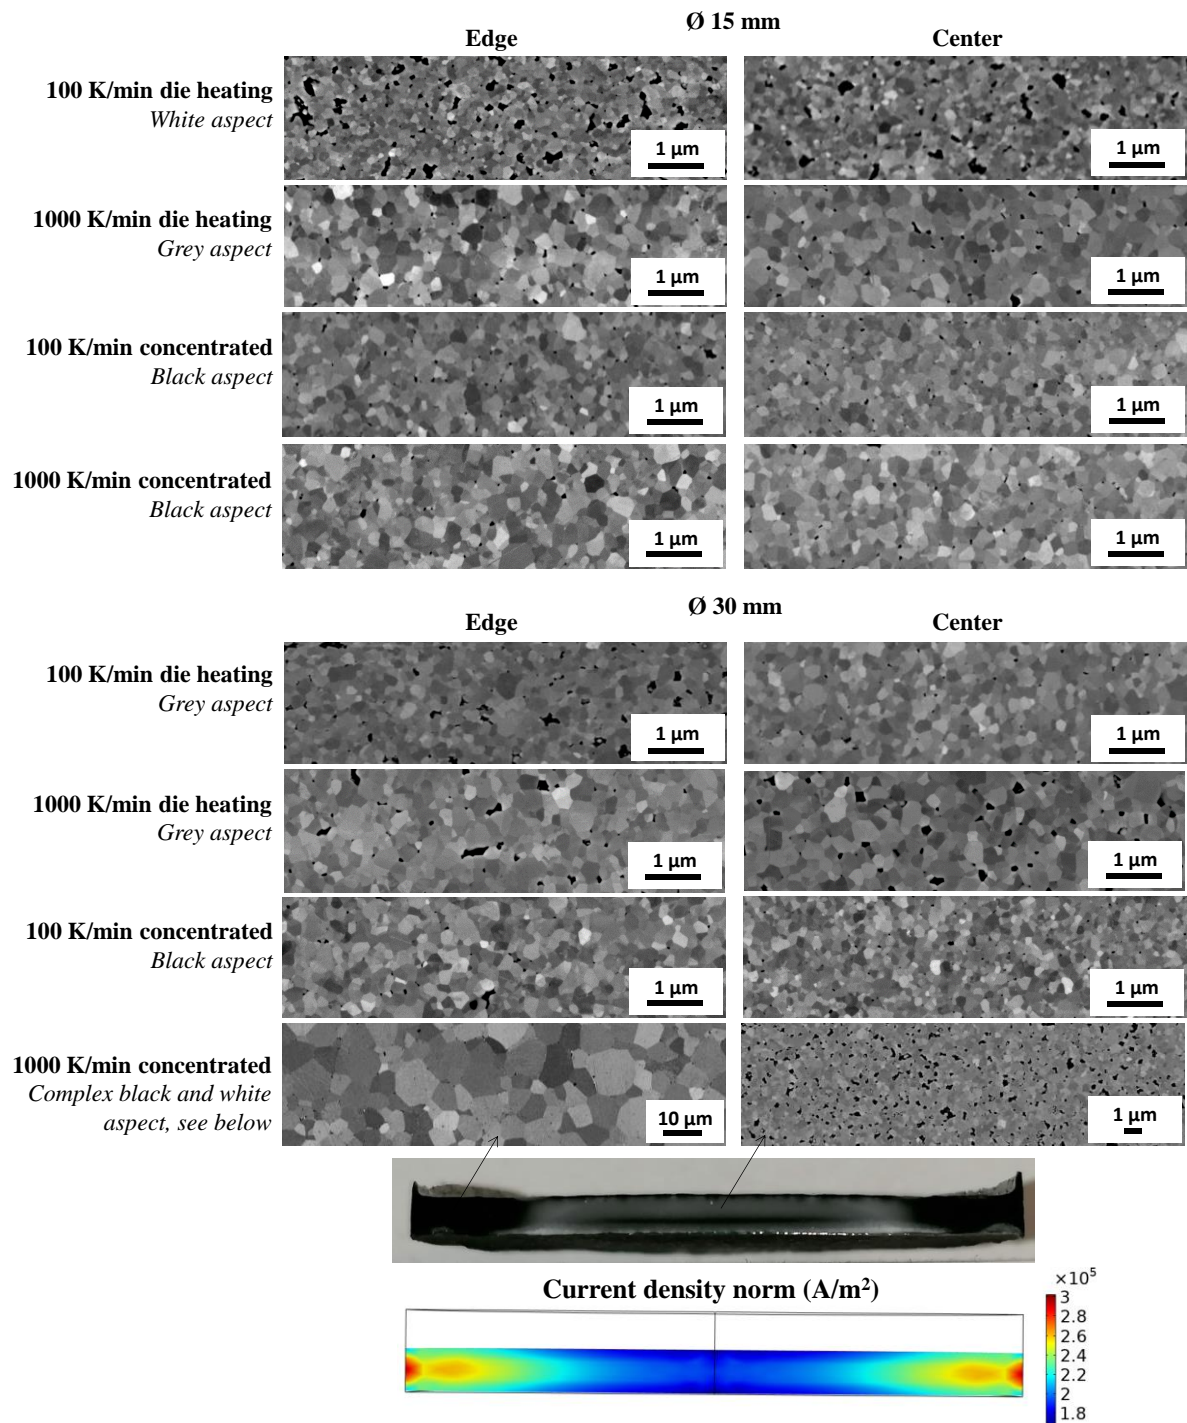 Ø 15 mm
Edge Center
100 K/min die heating
White aspect
1 µm 1 µm
1000 K/min die heating
Grey aspect
1 µm 1 µm
100 K/min concentrated
Black aspect
1 µm 1 µm
1000 K/min concentrated
Black aspect
1 µm 1 µm
Ø 30 mm
Edge Center
100 K/min die heating
Grey aspect
1 µm 1 µm
1000 K/min die heating
Grey aspect
1 µm 1 µm
100 K/min concentrated
Black aspect
1 µm 1 µm
1000 K/min concentrated
Complex black and white
aspect, see below
10 µm 1 µm
Current density norm (A/m²)
×10⁵
3
2.8
2.6
2.4
2.2
2
1.8